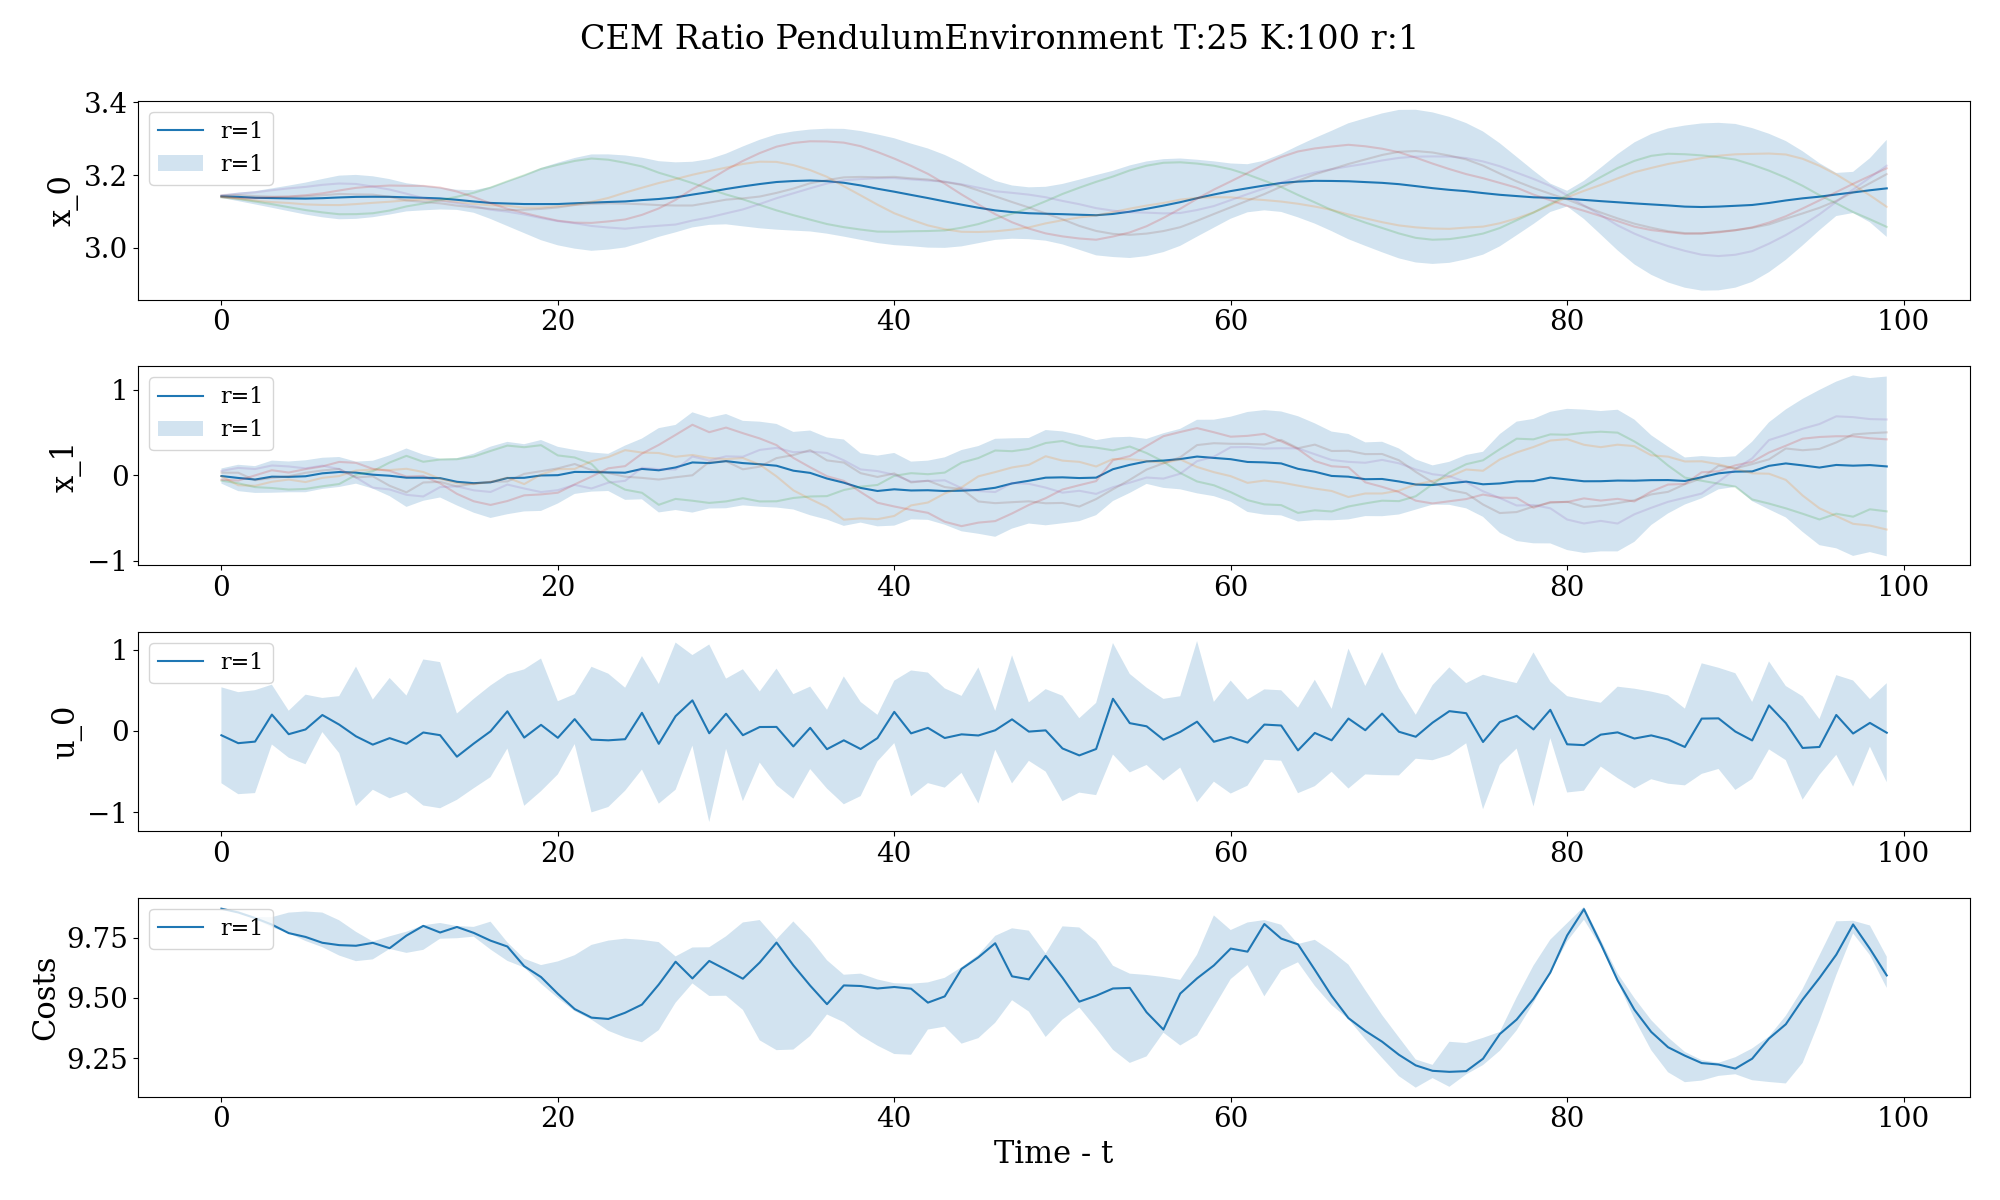 CEM Ratio PendulumEnvironment T:25 K:100 r:1
3.4
3.2
3.0
x_0
r=1
r=1
0 20 40 60 80 100
1
0
−1
x_1
r=1
r=1
0 20 40 60 80 100
1
0
−1
u_0
r=1
0 20 40 60 80 100
9.75
9.50
9.25
Costs
r=1
0 20 40 60 80 100
Time - t